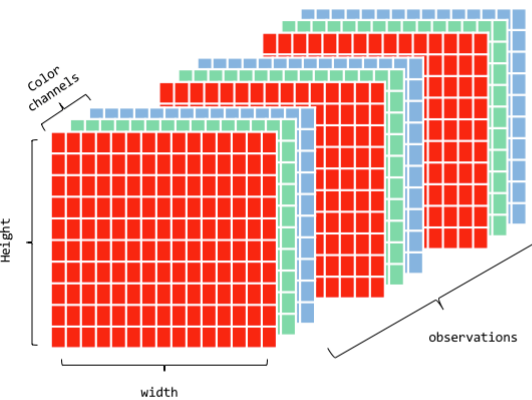 Color
channels
Height
observations
width